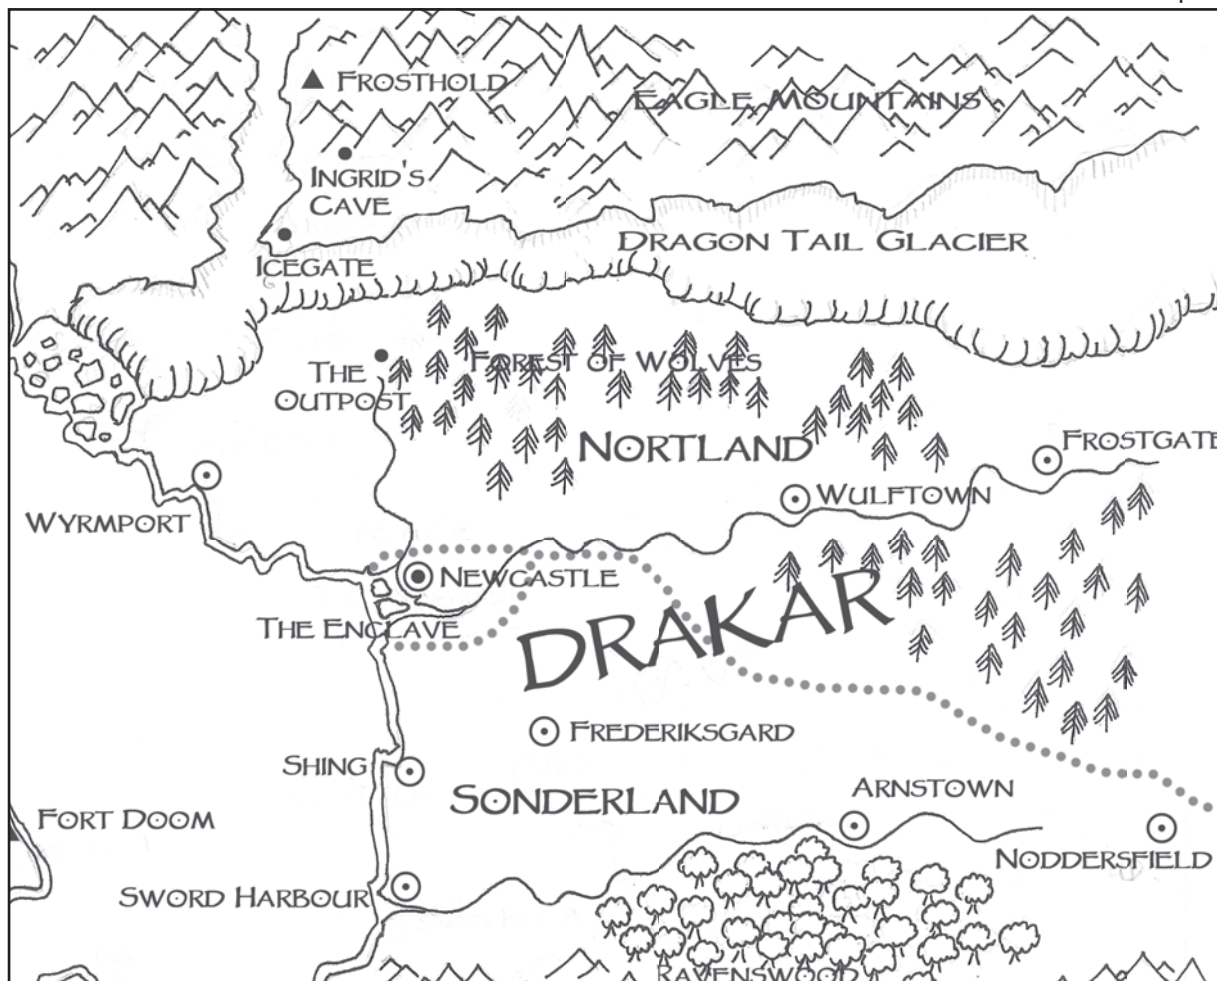 FROSTHOLD
EAGLE MOUNTAINS
INGRID'S
CAVE
DRAGON TAIL GLACIER
ICEGATE
FOREST OF WOLVES
THE
OUTPOST
NORTLAND
FROSTGATE
WULFTOWN
WYRMPORT
NEWCASTLE
THE ENCLAVE
DRAKAR
FREDERIKSGARD
SHING
SONDERLAND
ARNSTOWN
FORT DOOM
NODDERSFIELD
SWORD HARBOUR
RAVENSWOOD